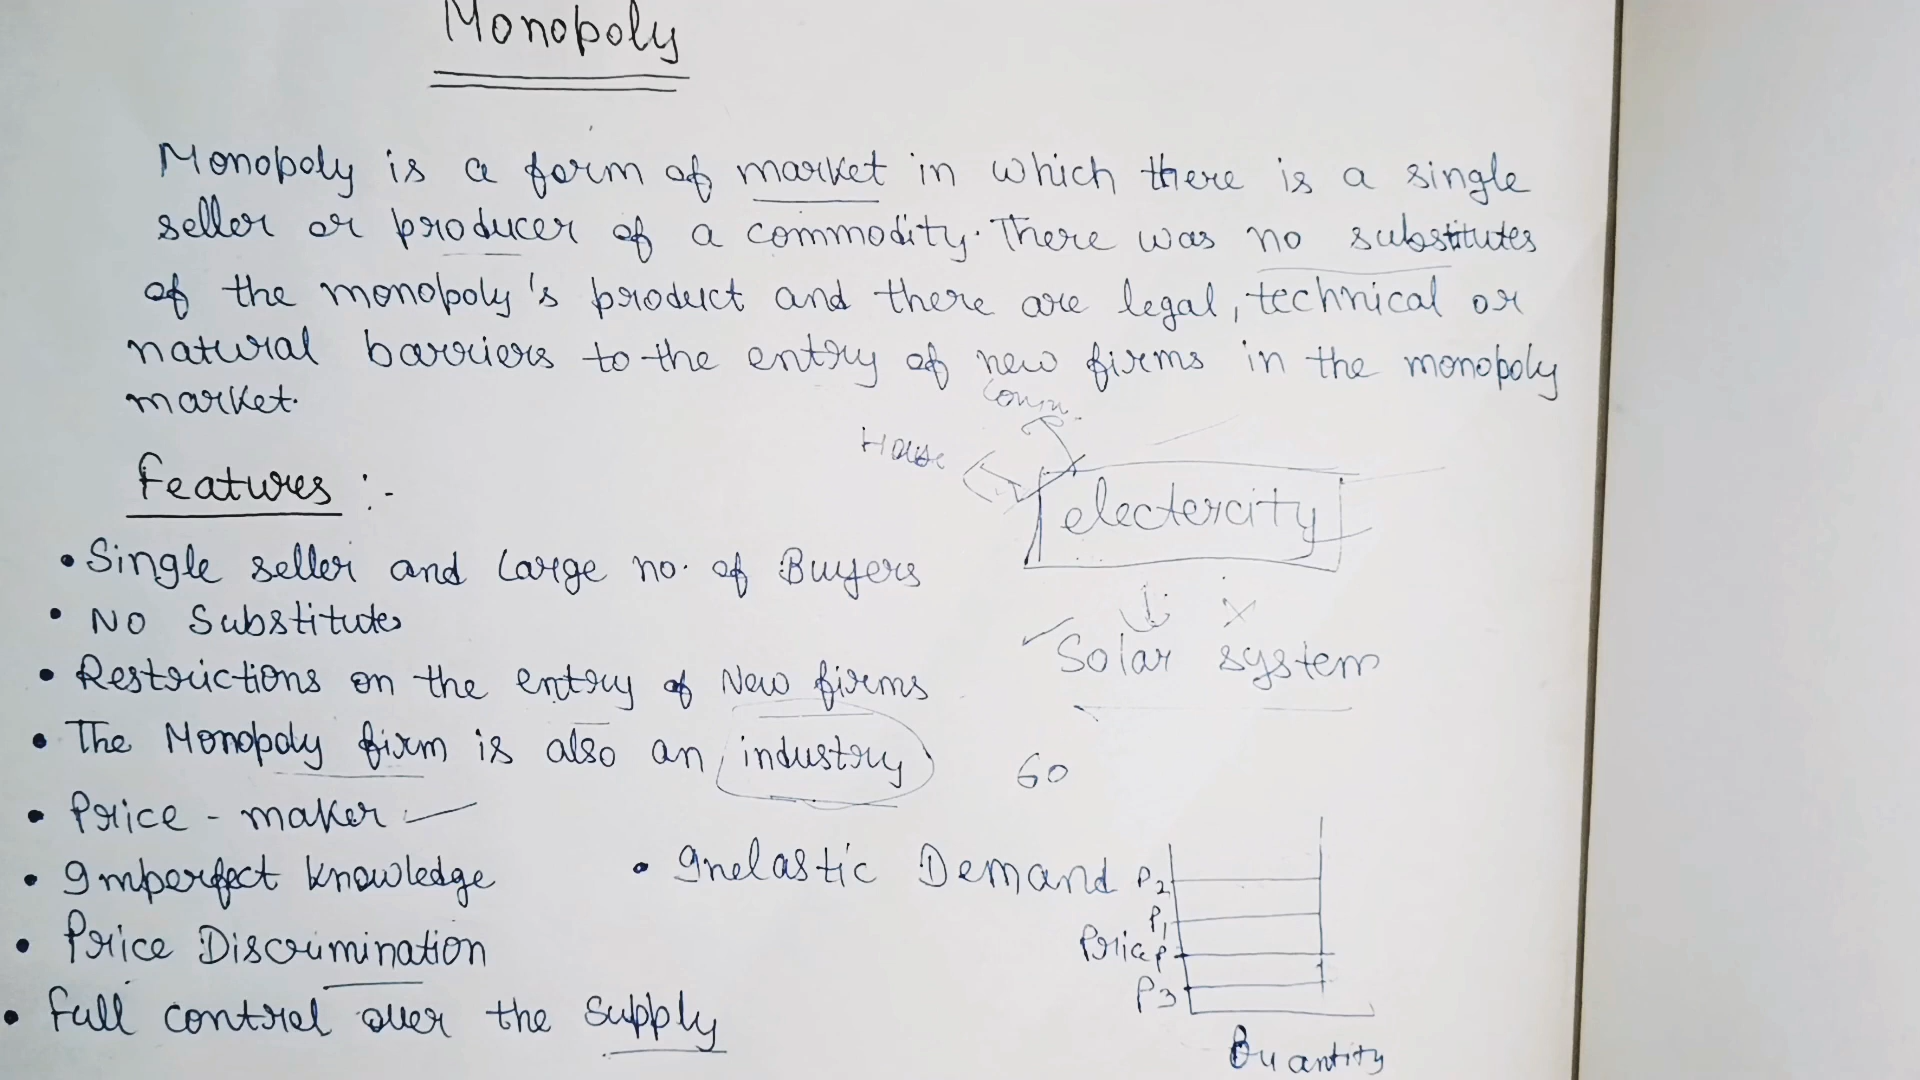 Monopoly
Monopoly is a form of market in which there is a single
seller or producer of a commodity. There was no substitutes
of the monopoly's product and there are legal, technical or
natural barriers to the entry of new firms in the monopoly
market.
Comm.
House
electercity
Solar system
Features :-
• Single seller and Large no. of Buyers
• No Substitutes
• Restrictions on the entry of New firms
• The Monopoly firm is also an industry
60
• Price - maker
• Imperfect knowledge
• Price Discrimination
• Full control over the supply
• Inelastic Demand
P2
P1
Price P
P3
Quantity